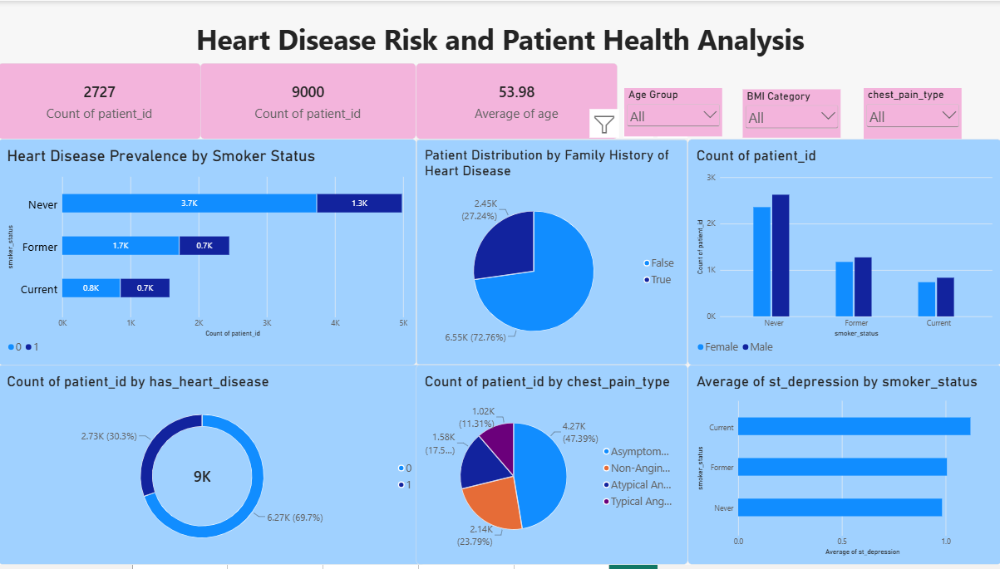 Heart Disease Risk and Patient Health Analysis
2727
Count of patient_id
9000
Count of patient_id
53.98
Average of age
Age Group
All
BMI Category
All
chest_pain_type
All
Heart Disease Prevalence by Smoker Status
smoker_status
Never
3.7K
1.3K
Former
1.7K
0.7K
Current
0.8K
0.7K
0K
1K
2K
3K
4K
5K
Count of patient_id
0
1
Patient Distribution by Family History of
Heart Disease
2.45K
(27.24%)
6.55K (72.76%)
False
True
Count of patient_id
Count of patient_id
3K
2K
1K
0K
Never
Former
Current
smoker_status
Female
Male
Count of patient_id by has_heart_disease
2.73K (30.3%)
9K
6.27K (69.7%)
0
1
Count of patient_id by chest_pain_type
1.02K
(11.31%)
1.58K
(17.5...)
4.27K
(47.39%)
2.14K
(23.79%)
Asymptom...
Non-Angin...
Atypical An...
Typical Ang...
Average of st_depression by smoker_status
smoker_status
Current
Former
Never
0.0
0.5
1.0
Average of st_depression